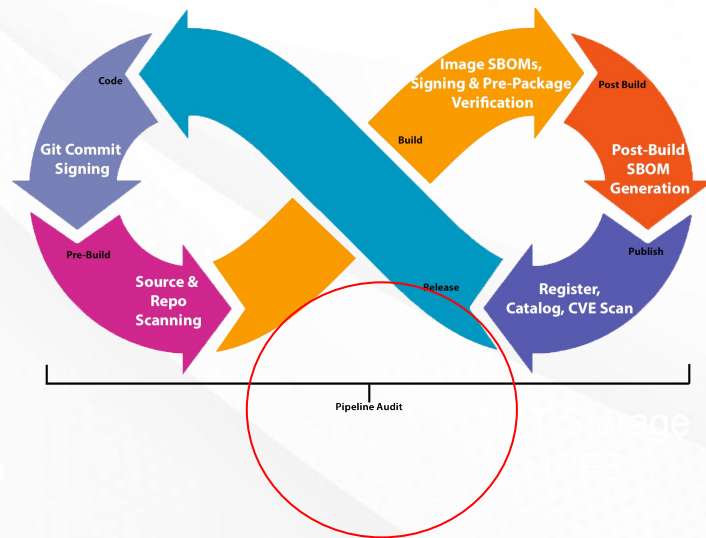 Code
Git Commit
Signing
Pre-Build
Source &
Repo
Scanning
Build
Image SBOMs,
Signing & Pre-Package
Verification
Post Build
Post-Build
SBOM
Generation
Publish
Register,
Catalog, CVE Scan
Release
Pipeline Audit
Storage